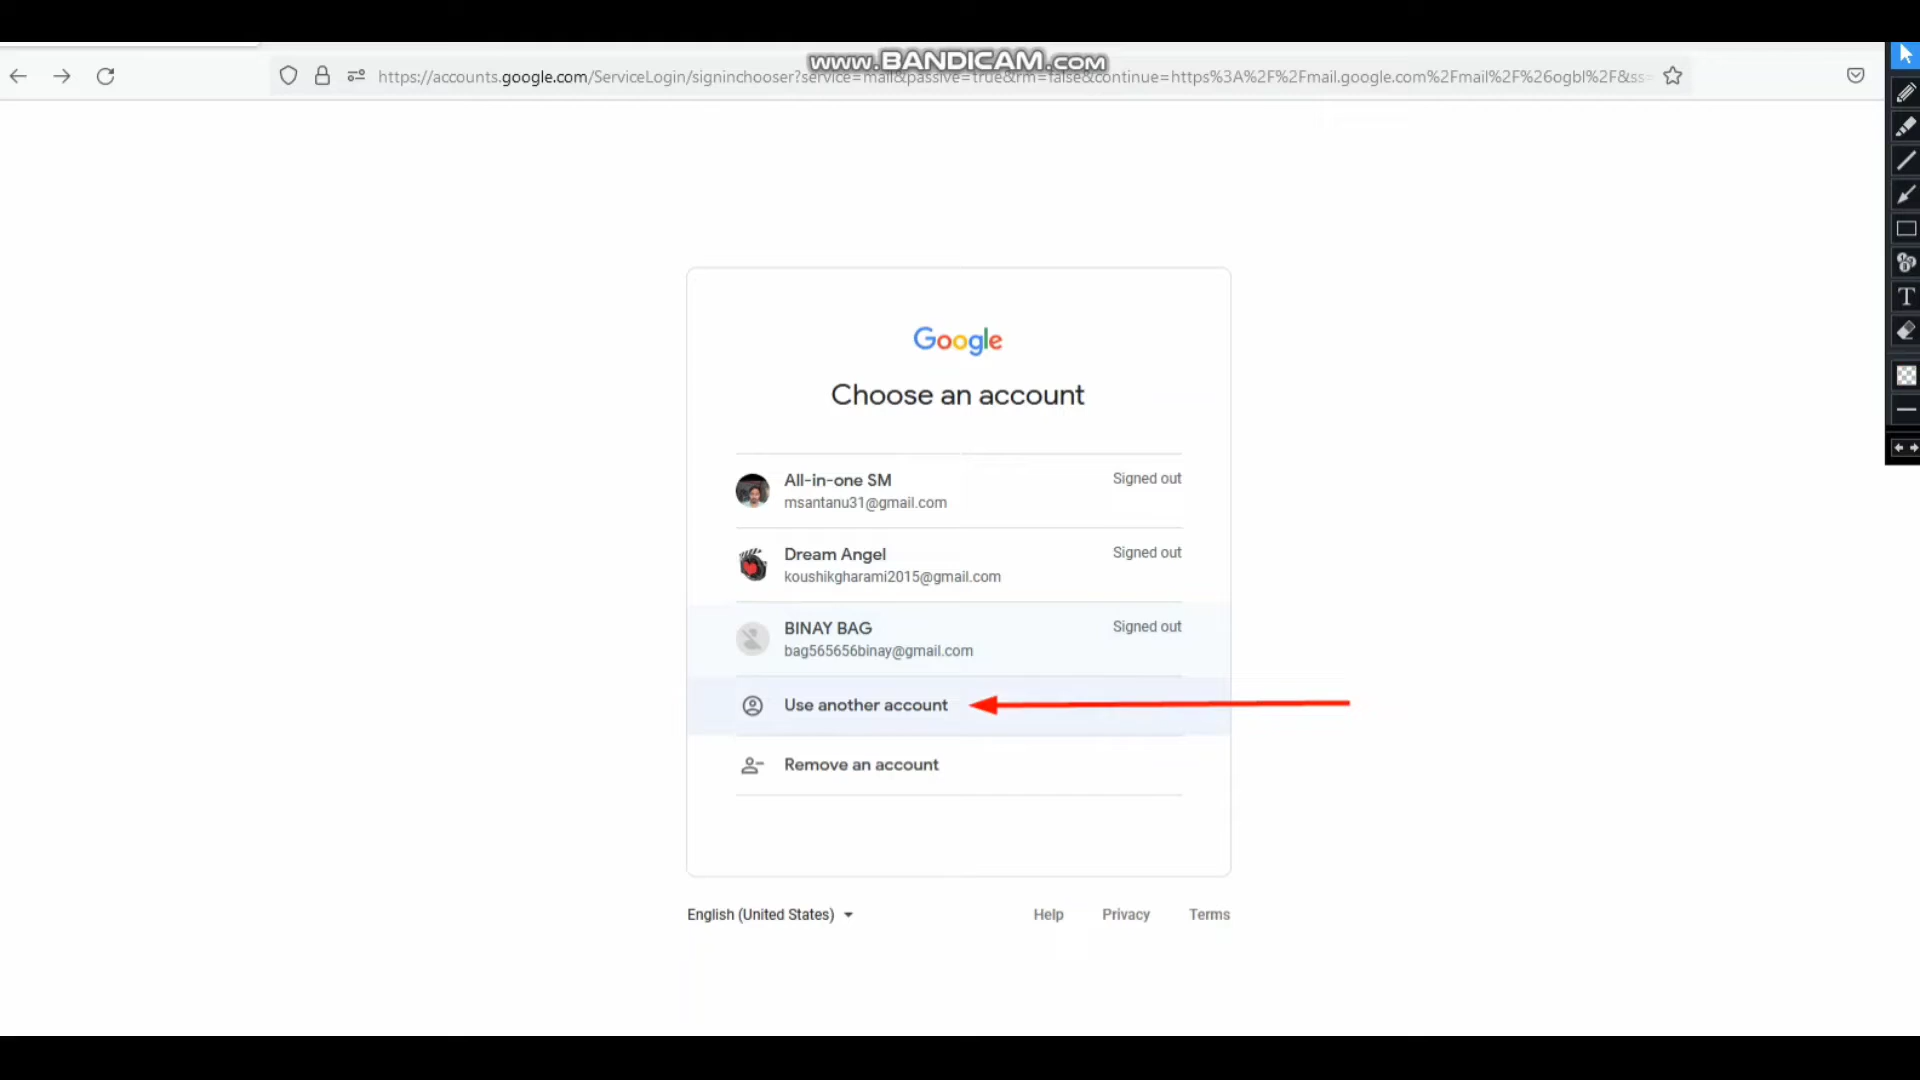 www.BANDICAM.com
https://accounts.google.com/ServiceLogin/signinchooser?service=mail&passive=true&rm=false&continue=https%3A%2F%2Fmail.google.com%2Fmail%2F%26ogbl%2F&ss=
Google
Choose an account
All-in-one SM
Signed out
msantanu31@gmail.com
Dream Angel
Signed out
koushikgharami2015@gmail.com
BINAY BAG
Signed out
bag565656binay@gmail.com
Use another account
Remove an account
English (United States)
Help
Privacy
Terms